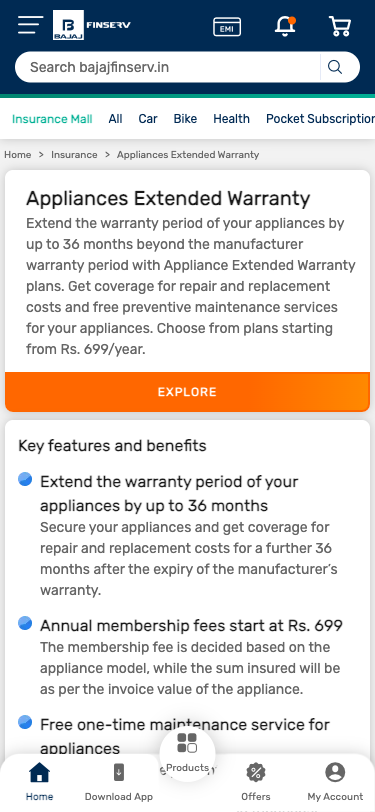 B
BAJAJ
FINSERV
EMI
Search bajajfinserv.in
Insurance Mall All Car Bike Health Pocket Subscription
Home > Insurance > Appliances Extended Warranty
Appliances Extended Warranty
Extend the warranty period of your appliances by
up to 36 months beyond the manufacturer
warranty period with Appliance Extended Warranty
plans. Get coverage for repair and replacement
costs and free preventive maintenance services
for your appliances. Choose from plans starting
from Rs. 699/year.
EXPLORE
Key features and benefits
Extend the warranty period of your
appliances by up to 36 months
Secure your appliances and get coverage for
repair and replacement costs for a further 36
months after the expiry of the manufacturer's
warranty.
Annual membership fees start at Rs. 699
The membership fee is decided based on the
appliance model, while the sum insured will be
as per the invoice value of the appliance.
Free one-time maintenance service for
appliances
Products
Home Download App Offers My Account